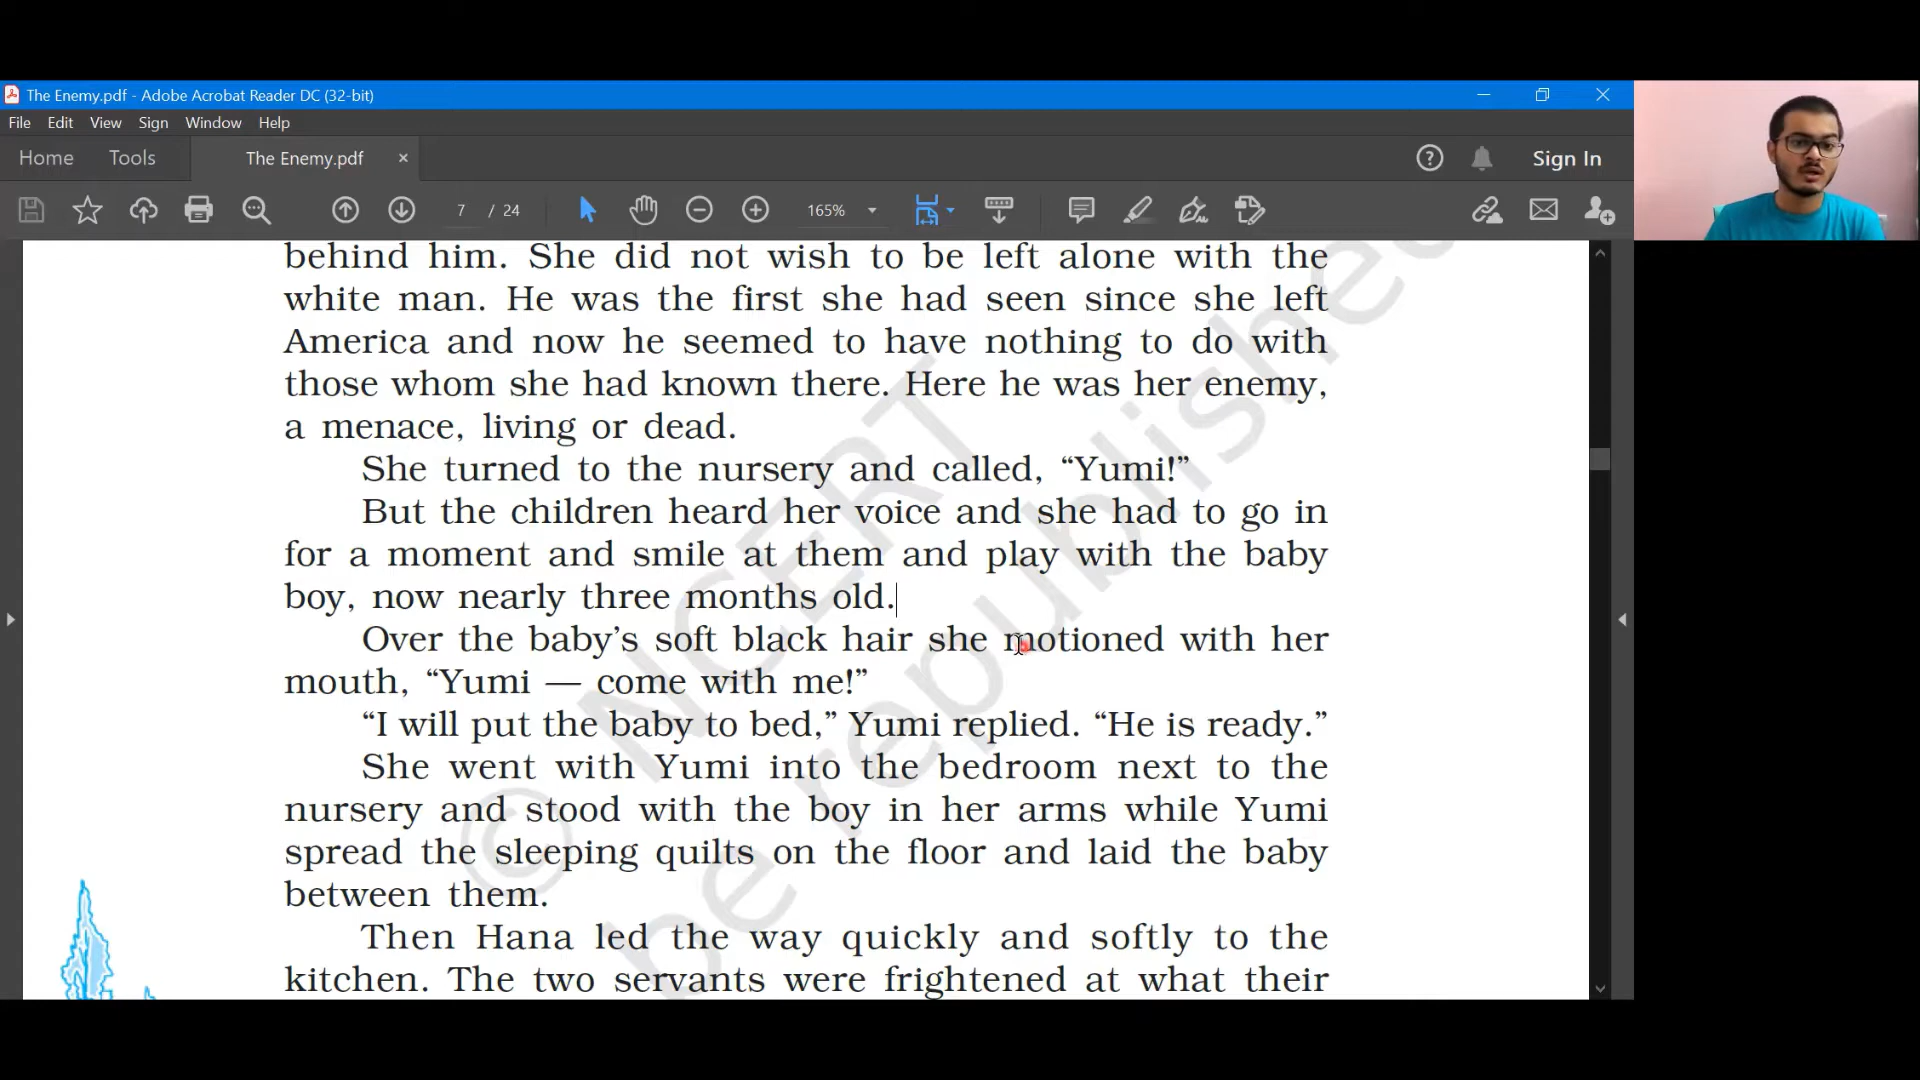 The Enemy.pdf - Adobe Acrobat Reader DC (32-bit)
File Edit View Sign Window Help
Home Tools The Enemy.pdf × Sign In
7 / 24 165%
behind him. She did not wish to be left alone with the
white man. He was the first she had seen since she left
America and now he seemed to have nothing to do with
those whom she had known there. Here he was her enemy,
a menace, living or dead.
She turned to the nursery and called, “Yumi!”
But the children heard her voice and she had to go in
for a moment and smile at them and play with the baby
boy, now nearly three months old.
Over the baby’s soft black hair she motioned with her
mouth, “Yumi — come with me!”
“I will put the baby to bed,” Yumi replied. “He is ready.”
She went with Yumi into the bedroom next to the
nursery and stood with the boy in her arms while Yumi
spread the sleeping quilts on the floor and laid the baby
between them.
Then Hana led the way quickly and softly to the
kitchen. The two servants were frightened at what their
© NCERT
be republished